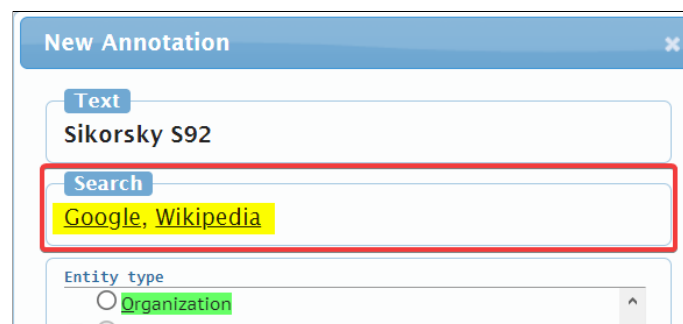 New Annotation
Text
Sikorsky S92
Search
Google, Wikipedia
Entity type
Organization